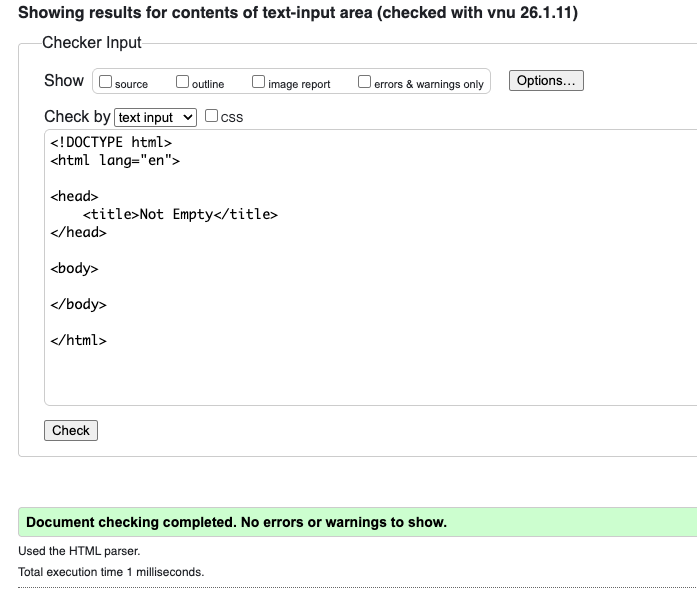 Showing results for contents of text-input area (checked with vnu 26.1.11)
Checker Input
Show source outline image report errors & warnings only Options...
Check by text input CSS
<!DOCTYPE html>
<html lang="en">
<head>
    <title>Not Empty</title>
</head>
<body>
</body>
</html>
Check
Document checking completed. No errors or warnings to show.
Used the HTML parser.
Total execution time 1 milliseconds.